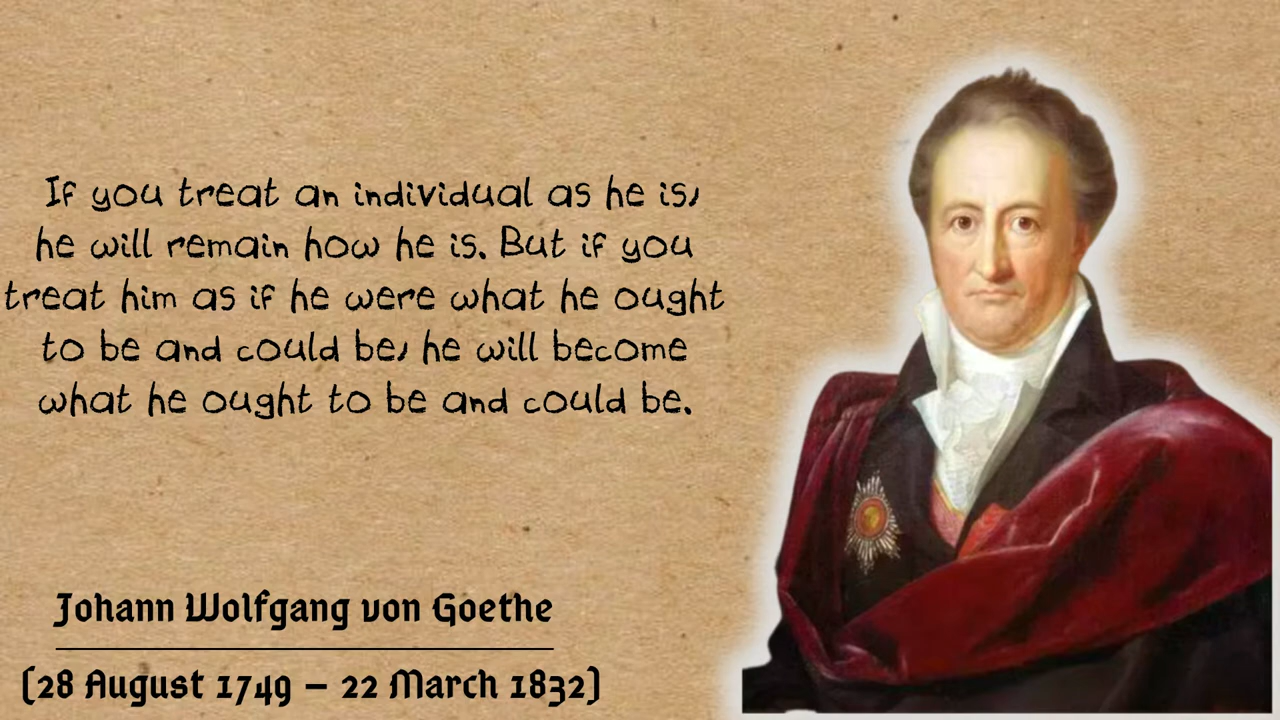 If you treat an individual as he is,
he will remain how he is. But if you
treat him as if he were what he ought
to be and could be, he will become
what he ought to be and could be.
Johann Wolfgang von Goethe
(28 August 1749 – 22 March 1832)